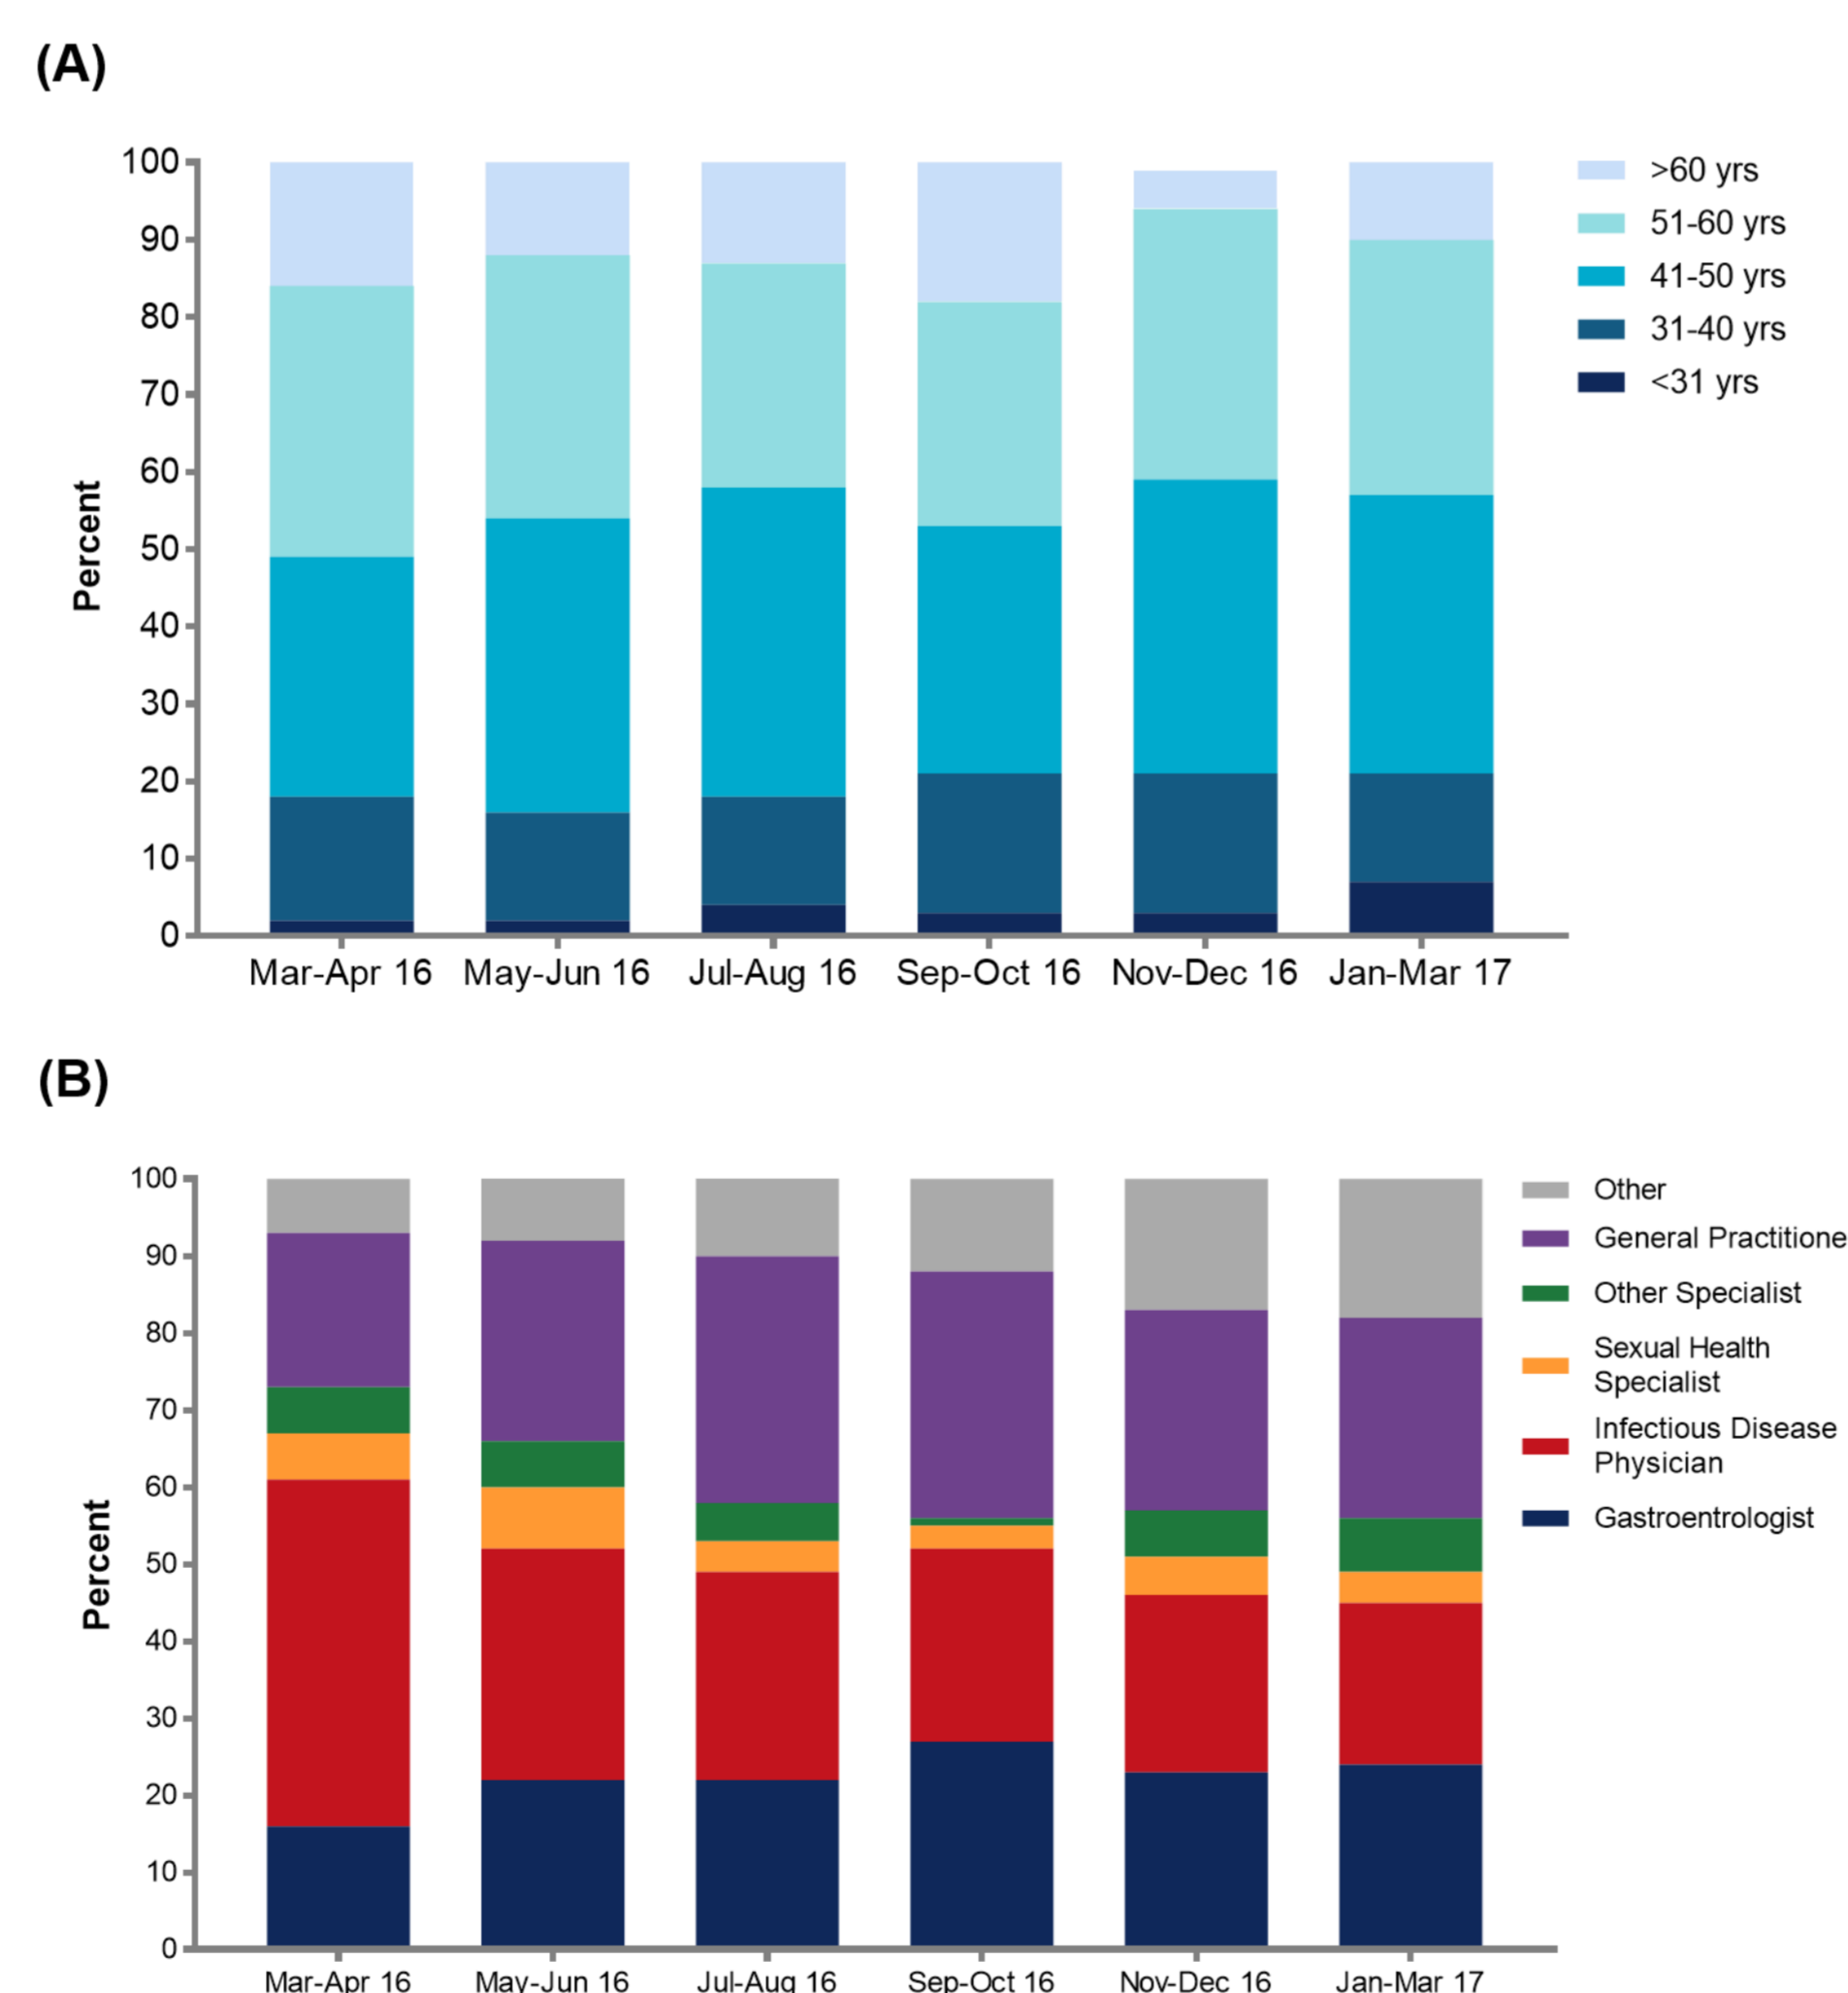 (A)
100
90
80
70
60
50
40
30
20
10
0
Percent
Mar-Apr 16 May-Jun 16 Jul-Aug 16 Sep-Oct 16 Nov-Dec 16 Jan-Mar 17
>60 yrs
51-60 yrs
41-50 yrs
31-40 yrs
<31 yrs
(B)
100
90
80
70
60
50
40
30
20
10
0
Percent
Mar-Apr 16 May-Jun 16 Jul-Aug 16 Sep-Oct 16 Nov-Dec 16 Jan-Mar 17
Other
General Practitione
Other Specialist
Sexual Health
Specialist
Infectious Disease
Physician
Gastroentrologist